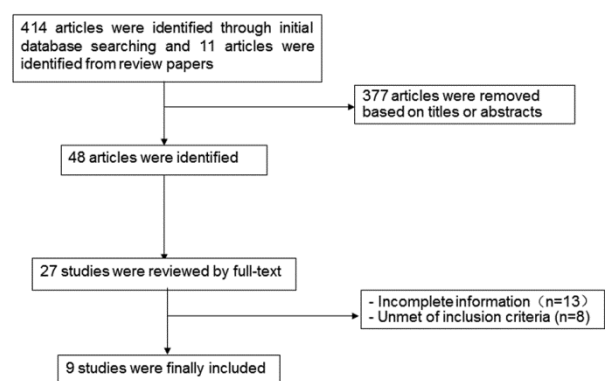 414 articles were identified through initial
database searching and 11 articles were
identified from review papers
377 articles were removed
based on titles or abstracts
48 articles were identified
27 studies were reviewed by full-text
- Incomplete information（n=13）
- Unmet of inclusion criteria (n=8)
9 studies were finally included